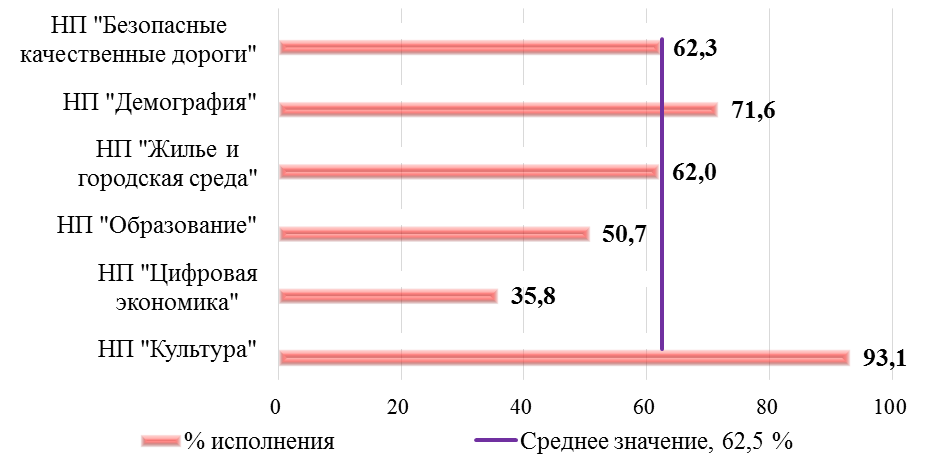 НП "Безопасные
качественные дороги"
62,3
НП "Демография"
71,6
НП "Жилье и
городская среда"
62,0
НП "Образование"
50,7
НП "Цифровая
экономика"
35,8
НП "Культура"
93,1
0 20 40 60 80 100
% исполнения
Среднее значение, 62,5 %